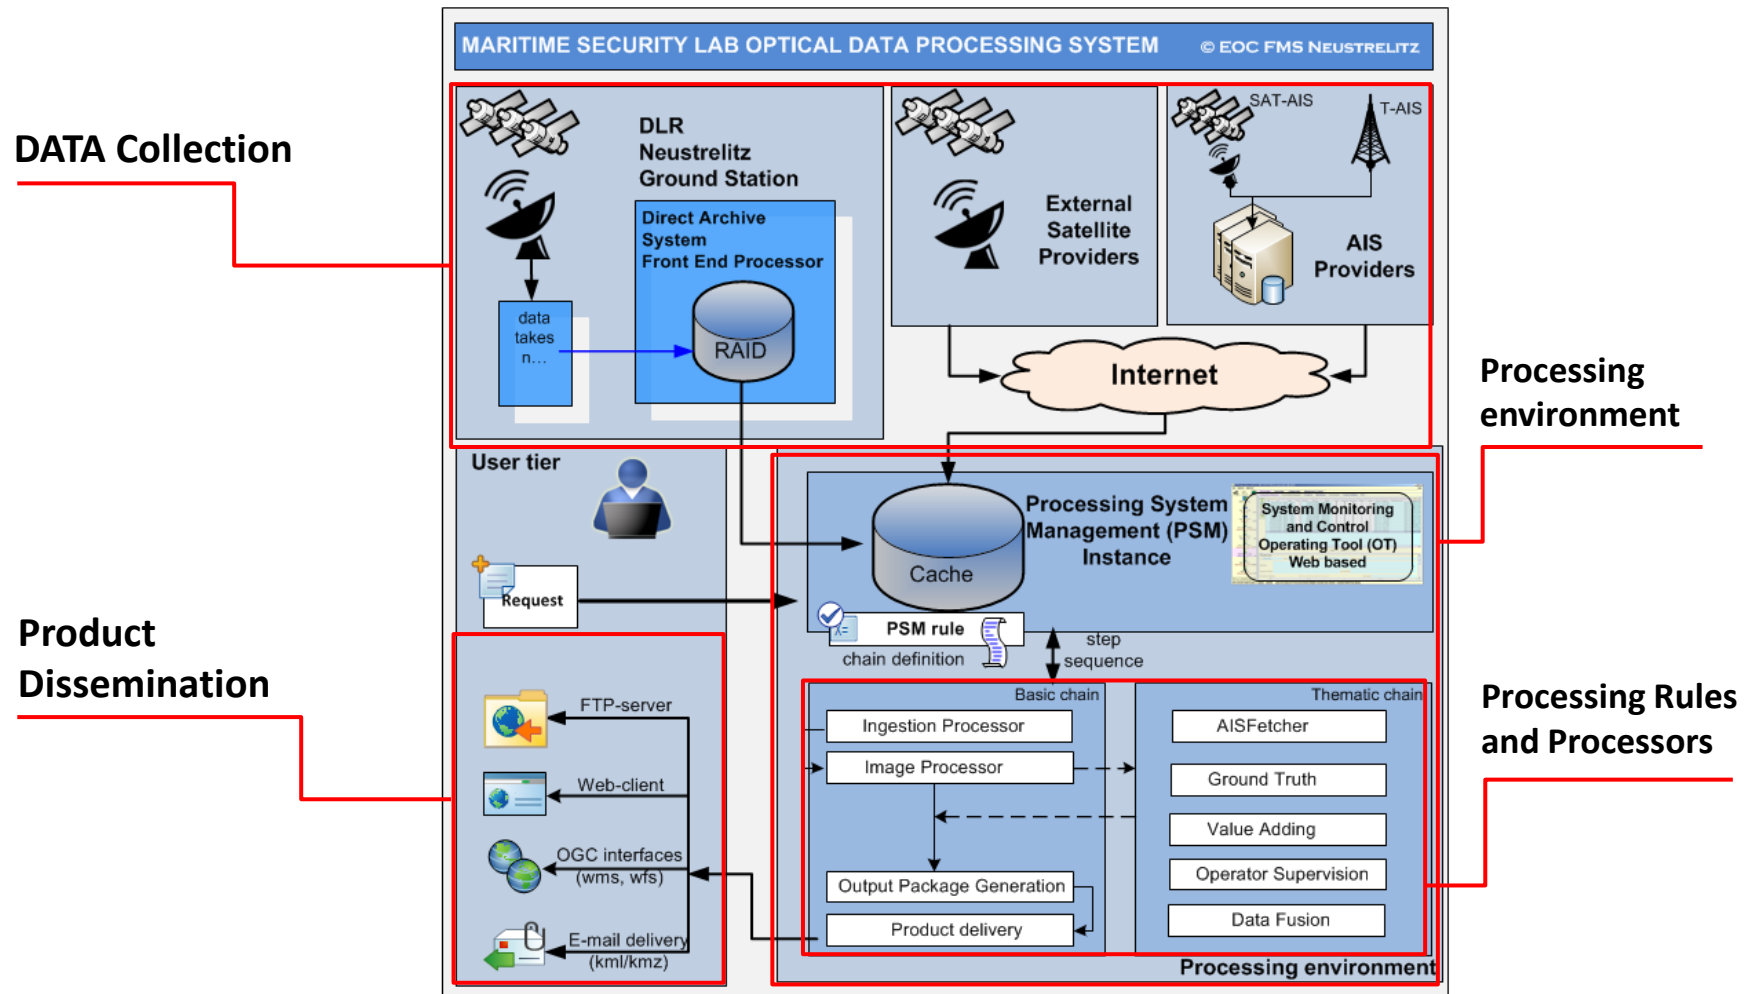 MARITIME SECURITY LAB OPTICAL DATA PROCESSING SYSTEM © EOC FMS NEUSTRELITZ
DATA Collection
DLR
Neustrelitz
Ground Station
Direct Archive
System
Front End Processor
RAID
data
takes
n...
External
Satellite
Providers
SAT-AIS
T-AIS
AIS
Providers
Internet
Processing
environment
User tier
Request
Processing System
Management (PSM)
Instance
Cache
System Monitoring
and Control
Operating Tool (OT)
Web based
λ=
PSM rule
chain definition
step
sequence
Product
Dissemination
FTP-server
Web-client
OGC interfaces
(wms, wfs)
E-mail delivery
(kml/kmz)
Basic chain
Ingestion Processor
Image Processor
Output Package Generation
Product delivery
Thematic chain
AISFetcher
Ground Truth
Value Adding
Operator Supervision
Data Fusion
Processing environment
Processing Rules
and Processors